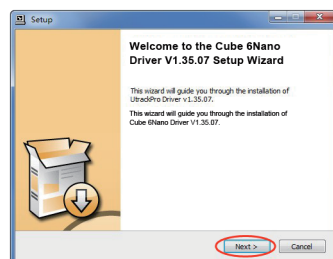 Setup
Welcome to the Cube 6Nano
Driver V1.35.07 Setup Wizard
This wizard will guide you through the installation of
UtrackPro Driver v1.35.07.
This wizard will guide you through the installation of
Cube 6Nano Driver V1.35.07.
Next >
Cancel